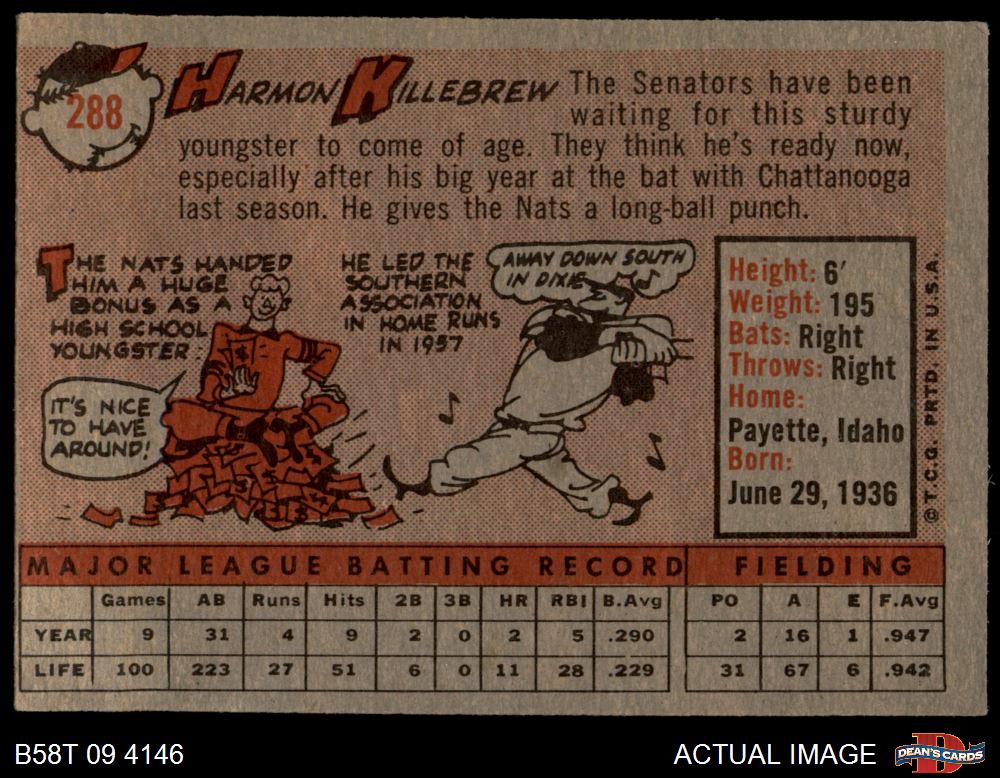 288
HARMON KILLEBREW The Senators have been
waiting for this sturdy
youngster to come of age. They think he's ready now,
especially after his big year at the bat with Chattanooga
last season. He gives the Nats a long-ball punch.
THE NATS HANDED
HIM A HUGE
BONUS AS A
HIGH SCHOOL
YOUNGSTER.
IT'S NICE
TO HAVE
AROUND!
HE LED THE
SOUTHERN
ASSOCIATION
IN HOME RUNS
IN 1957
AWAY DOWN SOUTH
IN DIXIE
Height: 6'
Weight: 195
Bats: Right
Throws: Right
Home:
Payette, Idaho
Born:
June 29, 1936
© T.C.G. PRTD. IN U.S.A.
MAJOR LEAGUE BATTING RECORD FIELDING
Games AB Runs Hits 2B 3B HR RBI B.Avg PO A E F.Avg
YEAR 9 31 4 9 2 0 2 5 .290 2 16 1 .947
LIFE 100 223 27 51 6 0 11 28 .229 31 67 6 .942
B58T 09 4146
ACTUAL IMAGE
DEAN'S CARDS